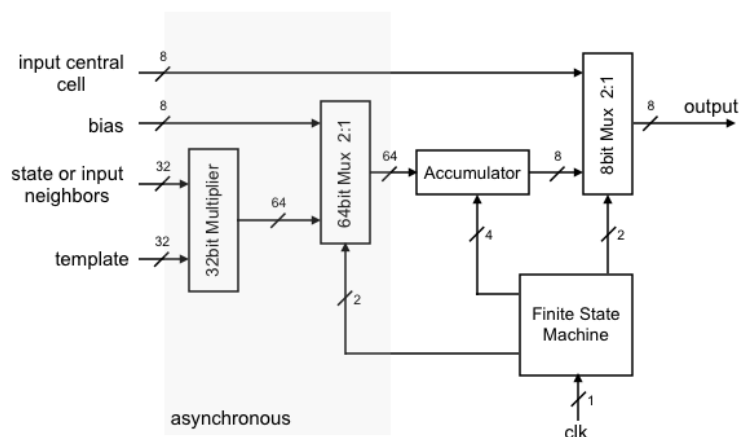 input central
cell
8
bias
8
state or input
neighbors
32
template
32
32bit Multiplier
64
64bit Mux 2:1
64
Accumulator
8
8bit Mux 2:1
8
output
4
2
2
Finite State
Machine
1
clk
asynchronous